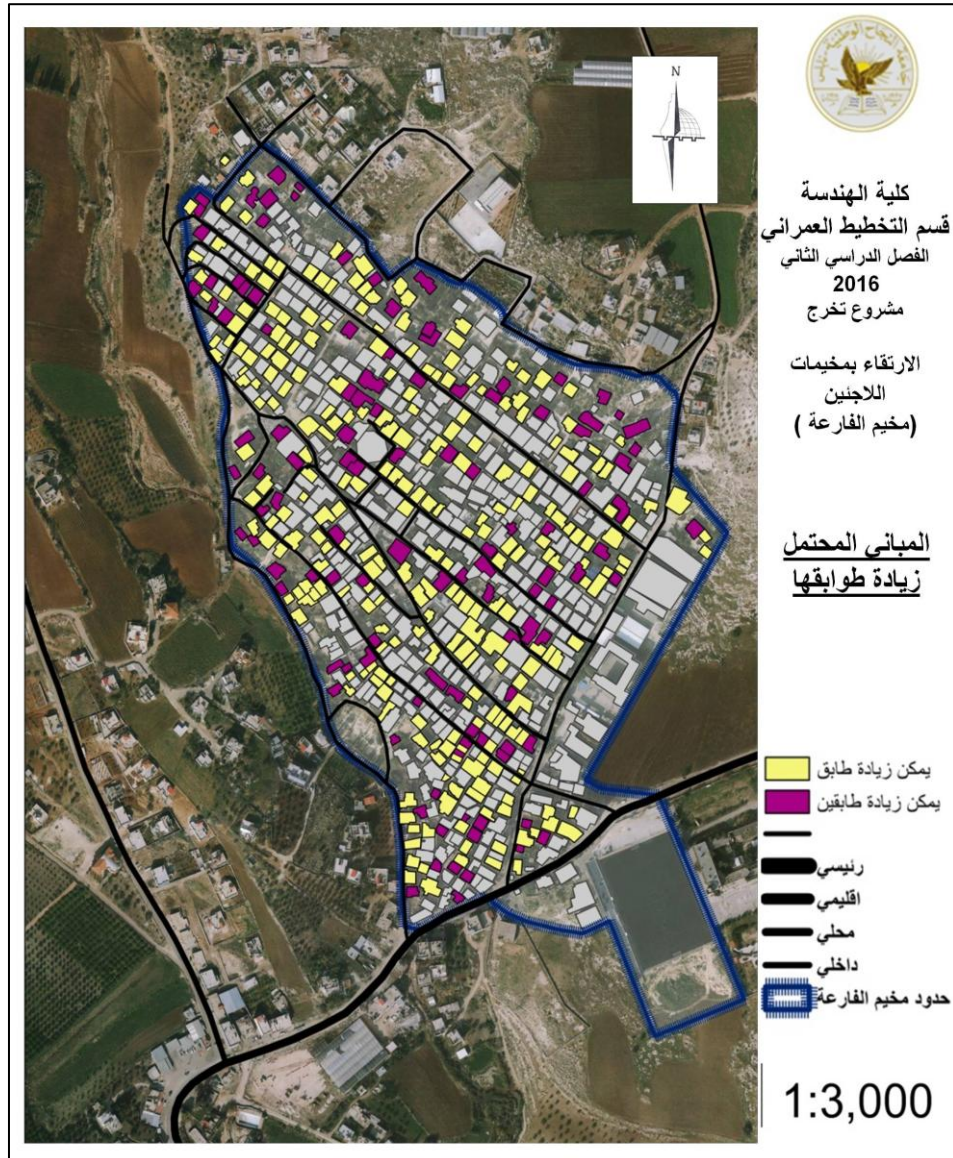 N
كلية الهندسة
قسم التخطيط العمراني
الفصل الدراسي الثاني
2016
مشروع تخرج
الارتقاء بمخيمات
اللاجئين
(مخيم الفارعة )
المباني المحتمل
زيادة طوابقها
يمكن زيادة طابق
يمكن زيادة طابقين
رئيسي
اقليمي
محلي
داخلي
حدود مخيم الفارعة
1:3,000